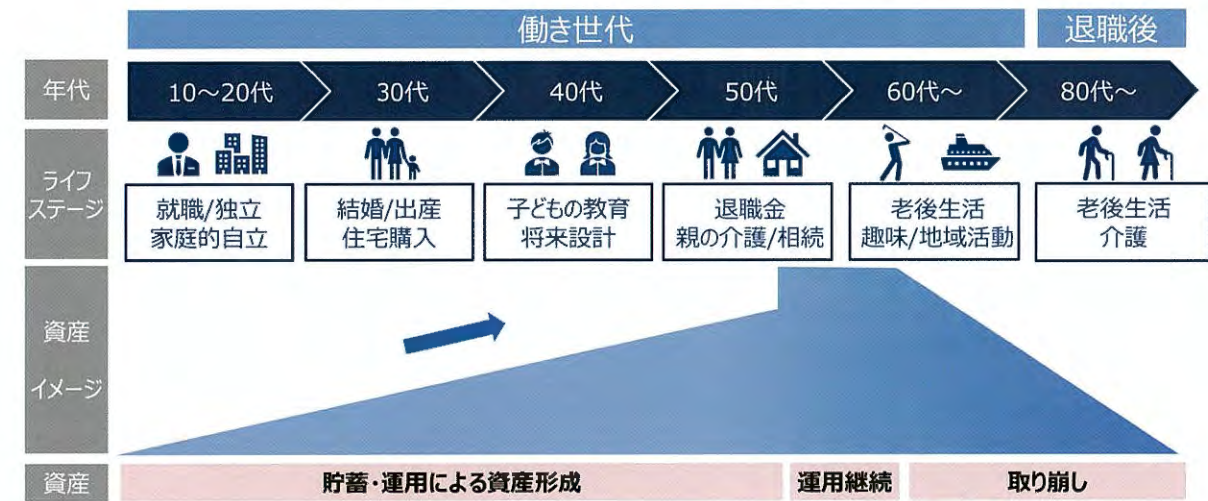 働き世代
退職後
年代
10～20代
30代
40代
50代
60代～
80代～
ライフ
ステージ
就職/独立
家庭的自立
結婚/出産
住宅購入
子どもの教育
将来設計
退職金
親の介護/相続
老後生活
趣味/地域活動
老後生活
介護
資産
イメージ
資産
貯蓄・運用による資産形成
運用継続
取り崩し